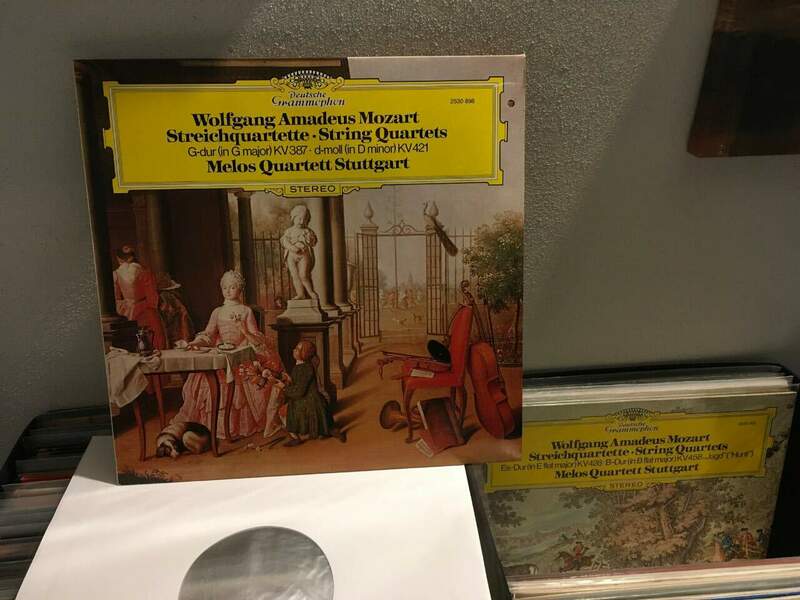 Deutsche
Grammophon
2530 898
Wolfgang Amadeus Mozart
Streichquartette · String Quartets
G-dur (in G major) KV 387 · d-moll (in D minor) KV 421
Melos Quartett Stuttgart
STEREO
Deutsche
Grammophon
Wolfgang Amadeus Mozart
Streichquartette · String Quartets
Es-Dur (in E flat major) KV 428 · B-Dur (in B flat major) KV 458 „Jagd“ ("Hunt")
Melos Quartett Stuttgart
STEREO